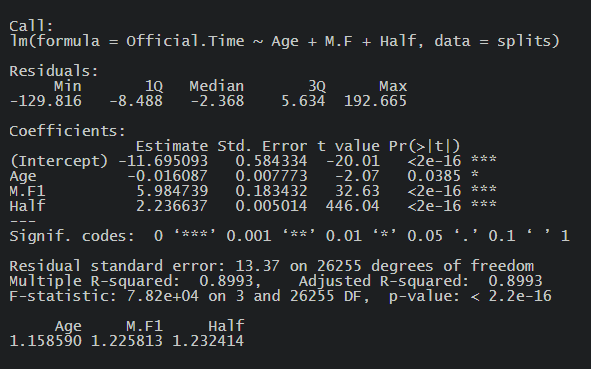 Call:
lm(formula = Official.Time ~ Age + M.F + Half, data = splits)
Residuals:
Min 1Q Median 3Q Max
-129.816 -8.488 -2.368 5.634 192.665
Coefficients:
Estimate Std. Error t value Pr(>|t|)
(Intercept) -11.695093 0.584334 -20.01 <2e-16 ***
Age -0.016087 0.007773 -2.07 0.0385 *
M.F1 5.984739 0.183432 32.63 <2e-16 ***
Half 2.236637 0.005014 446.04 <2e-16 ***
---
Signif. codes: 0 ‘***’ 0.001 ‘**’ 0.01 ‘*’ 0.05 ‘.’ 0.1 ‘ ’ 1
Residual standard error: 13.37 on 26255 degrees of freedom
Multiple R-squared: 0.8993, Adjusted R-squared: 0.8993
F-statistic: 7.82e+04 on 3 and 26255 DF, p-value: < 2.2e-16
Age M.F1 Half
1.158590 1.225813 1.232414